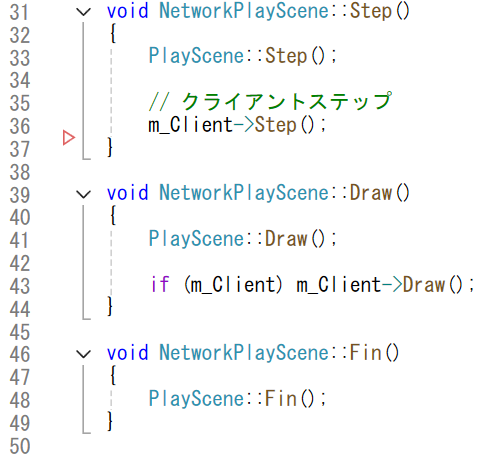 31 void NetworkPlayScene::Step()
32 {
33 PlayScene::Step();
34
35 // クライアントステップ
36 m_Client->Step();
37 }
38
39 void NetworkPlayScene::Draw()
40 {
41 PlayScene::Draw();
42
43 if (m_Client) m_Client->Draw();
44 }
45
46 void NetworkPlayScene::Fin()
47 {
48 PlayScene::Fin();
49 }
50